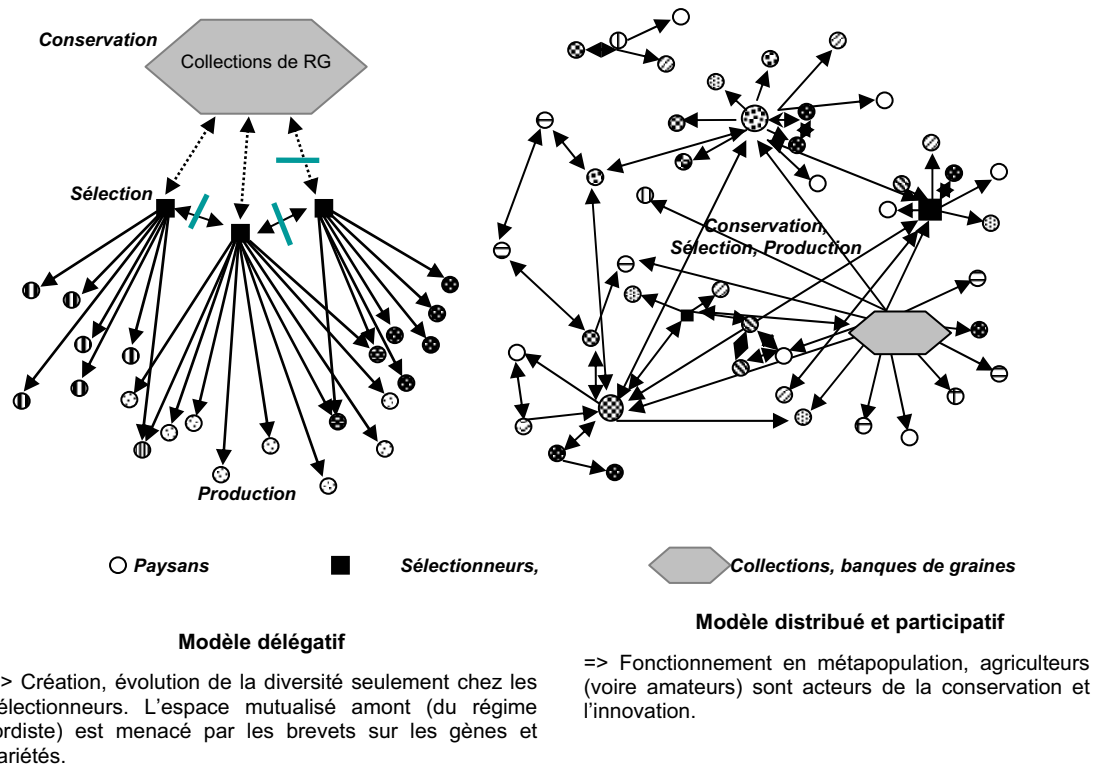 Conservation
Collections de RG
Sélection
Production
Conservation,
Sélection, Production
Paysans
Sélectionneurs,
Collections, banques de graines
Modèle délégatif
> Création, évolution de la diversité seulement chez les
électionneurs. L'espace mutualisé amont (du régime
ordiste) est menacé par les brevets sur les gènes et
ariétés.
Modèle distribué et participatif
=> Fonctionnement en métapopulation, agriculteurs
(voire amateurs) sont acteurs de la conservation et
l'innovation.